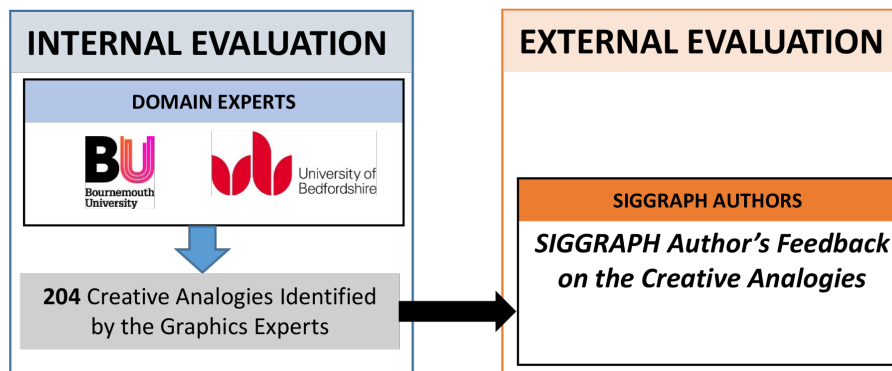 INTERNAL EVALUATION
DOMAIN EXPERTS
BU
Bournemouth
University
University of
Bedfordshire
204 Creative Analogies Identified
by the Graphics Experts
EXTERNAL EVALUATION
SIGGRAPH AUTHORS
SIGGRAPH Author’s Feedback
on the Creative Analogies